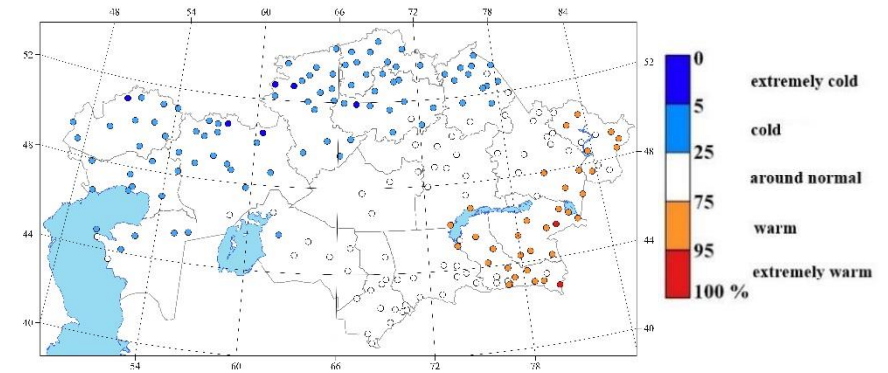 48 54 60 66 72 78 84
52 52
48 48
44 44
40 40
54 60 66 72 78
0
extremely cold
5
cold
25
around normal
75
warm
95
extremely warm
100 %